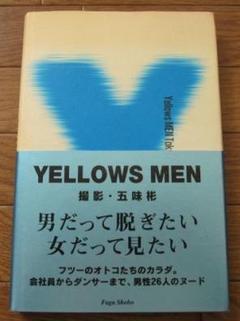 Yellows MEN Tok
YELLOWS MEN
撮影・五味彬
男だって脱ぎたい
女だって見たい
フツーのオトコたちのカラダ。
会社員からダンサーまで、男性26人のヌード
Fuga Shobo